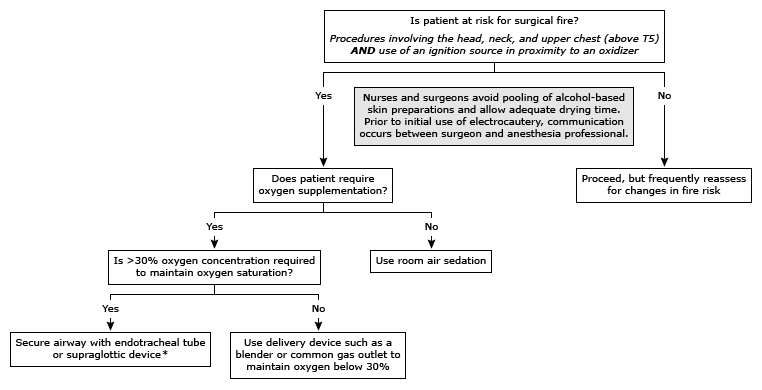 Is patient at risk for surgical fire?
Procedures involving the head, neck, and upper chest (above T5)
AND use of an ignition source in proximity to an oxidizer
Yes
Nurses and surgeons avoid pooling of alcohol-based
skin preparations and allow adequate drying time.
Prior to initial use of electrocautery, communication
occurs between surgeon and anesthesia professional.
No
Does patient require
oxygen supplementation?
Proceed, but frequently reassess
for changes in fire risk
Yes
No
Is >30% oxygen concentration required
to maintain oxygen saturation?
Use room air sedation
Yes
No
Secure airway with endotracheal tube
or supraglottic device*
Use delivery device such as a
blender or common gas outlet to
maintain oxygen below 30%